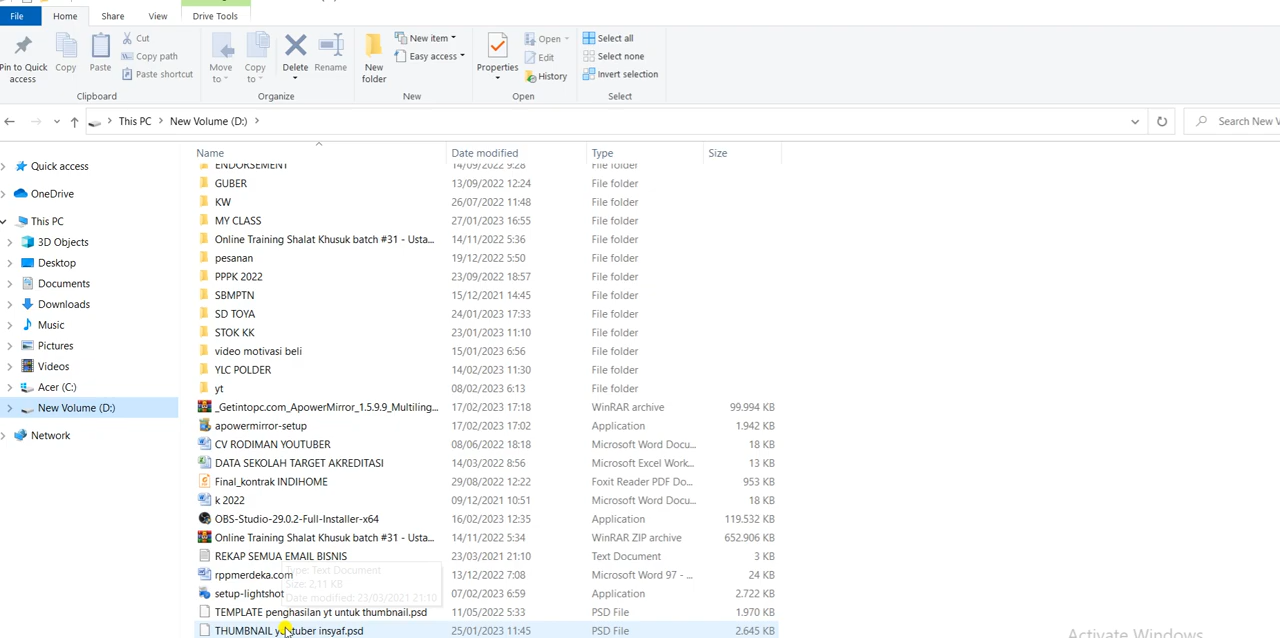 File Home Share View Drive Tools
Pin to Quick access
Copy
Paste
Cut
Copy path
Paste shortcut
Clipboard
Move to
Copy to
Delete
Rename
Organize
New folder
New item
Easy access
New
Properties
Open
Edit
History
Open
Select all
Select none
Invert selection
Select
This PC > New Volume (D:) >
Search New V
Quick access
OneDrive
This PC
3D Objects
Desktop
Documents
Downloads
Music
Pictures
Videos
Acer (C:)
New Volume (D:)
Network
Name Date modified Type Size
ENDORSEMENT 14/09/2022 9:28 File folder
GUBER 13/09/2022 12:24 File folder
KW 26/07/2022 11:48 File folder
MY CLASS 27/01/2023 16:55 File folder
Online Training Shalat Khusuk batch #31 - Usta... 14/11/2022 5:36 File folder
pesanan 19/12/2022 5:50 File folder
PPPK 2022 23/09/2022 18:57 File folder
SBMPTN 15/12/2021 14:45 File folder
SD TOYA 24/01/2023 17:33 File folder
STOK KK 23/01/2023 11:10 File folder
video motivasi beli 15/01/2023 6:56 File folder
YLC POLDER 14/02/2023 11:30 File folder
yt 08/02/2023 6:13 File folder
_Getintopc.com_ApowerMirror_1.5.9.9_Multiling... 17/02/2023 17:18 WinRAR archive 99.994 KB
apowermirror-setup 17/02/2023 17:02 Application 1.942 KB
CV RODIMAN YOUTUBER 08/06/2022 18:18 Microsoft Word Docu... 18 KB
DATA SEKOLAH TARGET AKREDITASI 14/03/2022 8:56 Microsoft Excel Work... 13 KB
Final_kontrak INDIHOME 29/08/2022 12:22 Foxit Reader PDF Do... 953 KB
k 2022 09/12/2021 10:51 Microsoft Word Docu... 18 KB
OBS-Studio-29.0.2-Full-Installer-x64 16/02/2023 12:35 Application 119.532 KB
Online Training Shalat Khusuk batch #31 - Usta... 14/11/2022 5:34 WinRAR ZIP archive 652.906 KB
REKAP SEMUA EMAIL BISNIS 23/03/2021 21:10 Text Document 3 KB
Type: Text Document
rppmerdeka.com 13/12/2022 7:08 Microsoft Word 97 - ... 24 KB
Size: 2,11 KB
setup-lightshot 07/02/2023 6:59 Application 2.722 KB
Date modified: 23/03/2021 21:10
TEMPLATE penghasilan yt untuk thumbnail.psd 11/05/2022 5:33 PSD File 1.970 KB
THUMBNAIL youtuber insyaf.psd 25/01/2023 11:45 PSD File 2.645 KB
Activate Windows